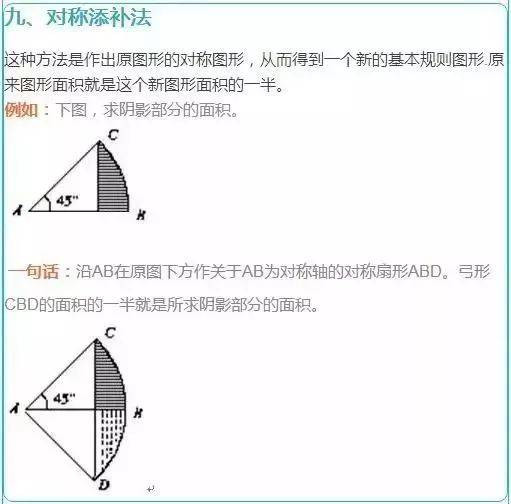 九、对称添补法
这种方法是作出原图形的对称图形，从而得到一个新的基本规则图形.原
来图形面积就是这个新图形面积的一半。
例如：下图，求阴影部分的面积。
C
45°
A
B
一句话：沿AB在原图下方作关于AB为对称轴的对称扇形ABD。弓形
CBD的面积的一半就是所求阴影部分的面积。
C
45°
A
B
D